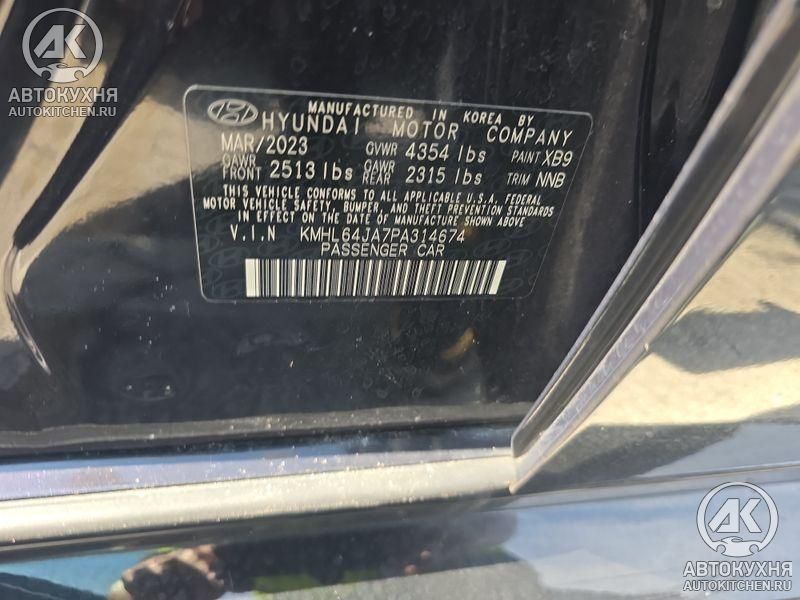 АК
АВТОКУХНЯ
AUTOKITCHEN.RU
MANUFACTURED IN KOREA BY
HYUNDAI MOTOR COMPANY
MAR/2023 GVWR 4354 lbs PAINT XB9
GAWR FRONT 2513 lbs GAWR REAR 2315 lbs TRIM NNB
THIS VEHICLE CONFORMS TO ALL APPLICABLE U.S.A. FEDERAL
MOTOR VEHICLE SAFETY, BUMPER, AND THEFT PREVENTION STANDARDS
IN EFFECT ON THE DATE OF MANUFACTURE SHOWN ABOVE
V.I.N KMHL64JA7PA314674
PASSENGER CAR
АК
АВТОКУХНЯ
AUTOKITCHEN.RU